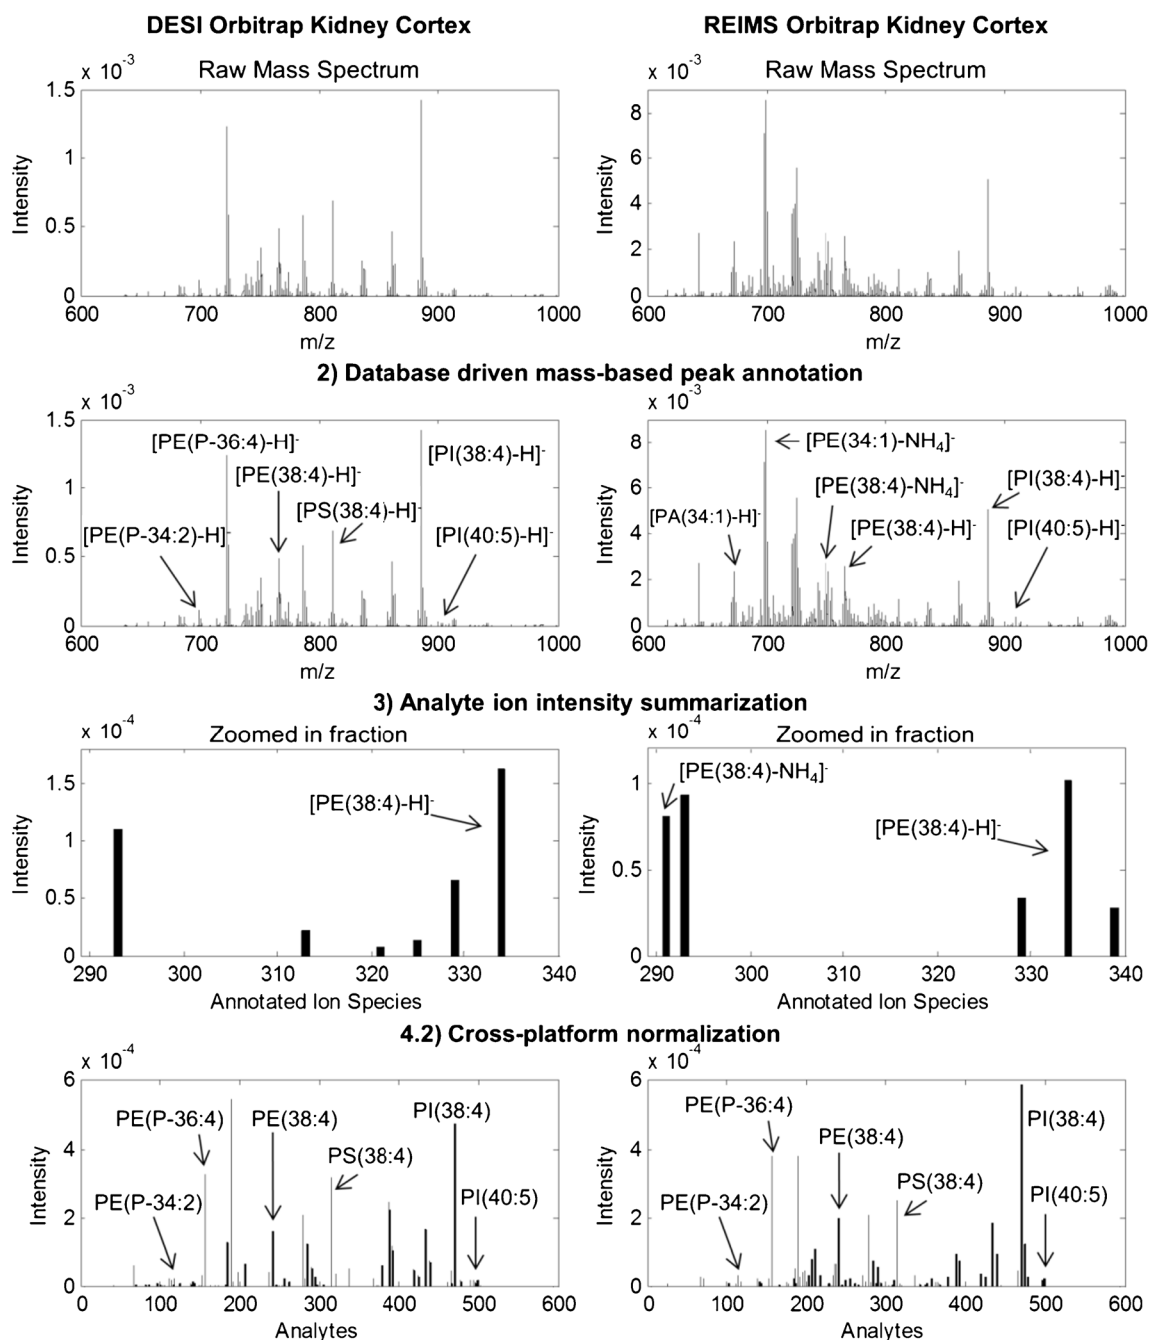 DESI Orbitrap Kidney Cortex
REIMS Orbitrap Kidney Cortex
x 10-3
Raw Mass Spectrum
1.5
1
0.5
0
Intensity
600 700 800 900 1000
m/z
x 10-3
Raw Mass Spectrum
8
6
4
2
0
Intensity
600 700 800 900 1000
m/z
2) Database driven mass-based peak annotation
x 10-3
1.5
1
0.5
0
Intensity
[PE(P-36:4)-H]-
[PI(38:4)-H]-
[PE(38:4)-H]-
[PS(38:4)-H]-
[PE(P-34:2)-H]-
[PI(40:5)-H]-
600 700 800 900 1000
m/z
x 10-3
8
6
4
2
0
Intensity
[PE(34:1)-NH4]-
[PI(38:4)-H]-
[PE(38:4)-NH4]-
[PA(34:1)-H]-
[PE(38:4)-H]-
[PI(40:5)-H]-
600 700 800 900 1000
m/z
3) Analyte ion intensity summarization
x 10-4
Zoomed in fraction
1.5
1
0.5
0
Intensity
[PE(38:4)-H]-
290 300 310 320 330 340
Annotated Ion Species
x 10-4
Zoomed in fraction
1
0.5
0
Intensity
[PE(38:4)-NH4]-
[PE(38:4)-H]-
290 300 310 320 330 340
Annotated Ion Species
4.2) Cross-platform normalization
x 10-4
6
4
2
0
Intensity
PE(P-36:4)
PE(38:4)
PI(38:4)
PS(38:4)
PE(P-34:2)
PI(40:5)
0 100 200 300 400 500 600
Analytes
x 10-4
6
4
2
0
Intensity
PE(P-36:4)
PI(38:4)
PE(38:4)
PS(38:4)
PE(P-34:2)
PI(40:5)
0 100 200 300 400 500 600
Analytes